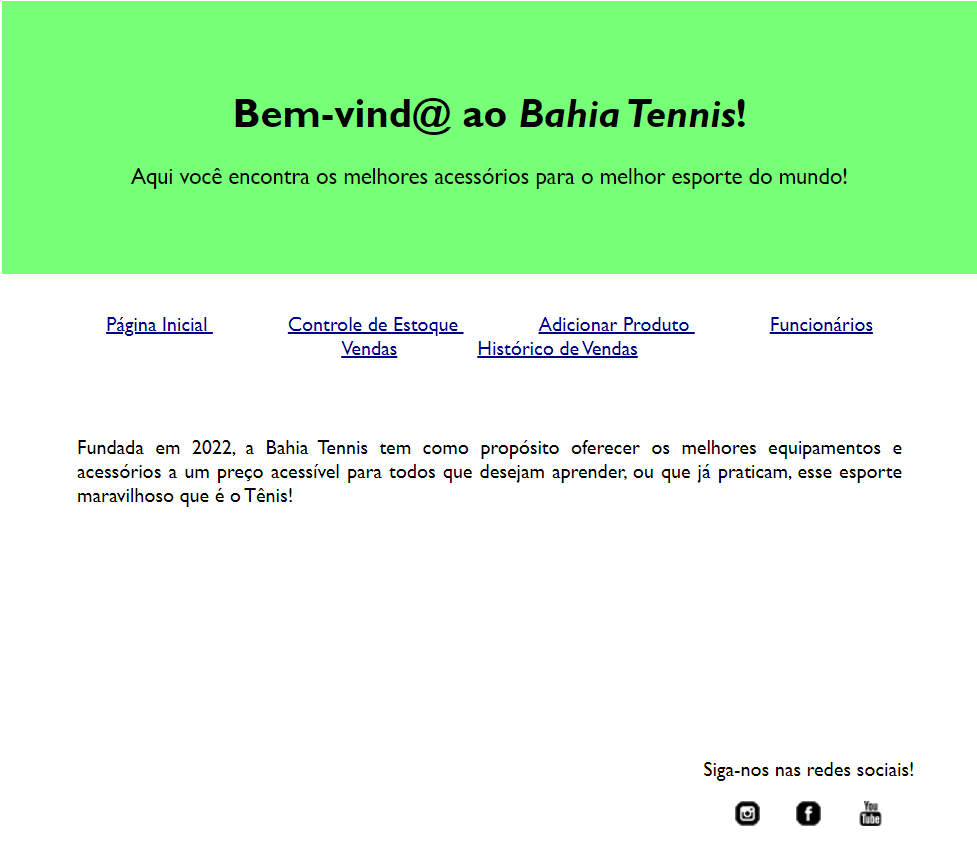 Bem-vind@ ao Bahia Tennis!
Aqui você encontra os melhores acessórios para o melhor esporte do mundo!
Página Inicial Controle de Estoque Adicionar Produto Funcionários
Vendas Histórico de Vendas
Fundada em 2022, a Bahia Tennis tem como propósito oferecer os melhores equipamentos e
acessórios a um preço acessível para todos que desejam aprender, ou que já praticam, esse esporte
maravilhoso que é o Tênis!
Siga-nos nas redes sociais!
You
Tube